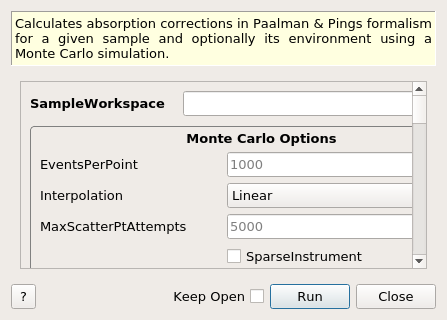 Calculates absorption corrections in Paalman & Pings formalism
for a given sample and optionally its environment using a
Monte Carlo simulation.
SampleWorkspace
Monte Carlo Options
EventsPerPoint 1000
Interpolation Linear
MaxScatterPtAttempts 5000
SparseInstrument
? Keep Open Run Close